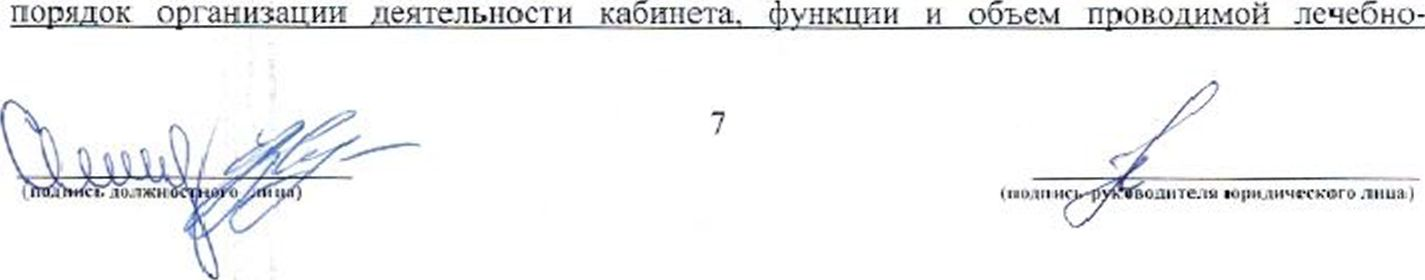 порядок организации деятельности кабинета, функции и объем проводимой лечебно-
7
(подпись должностного лица)
(подпись руководителя юридического лица)